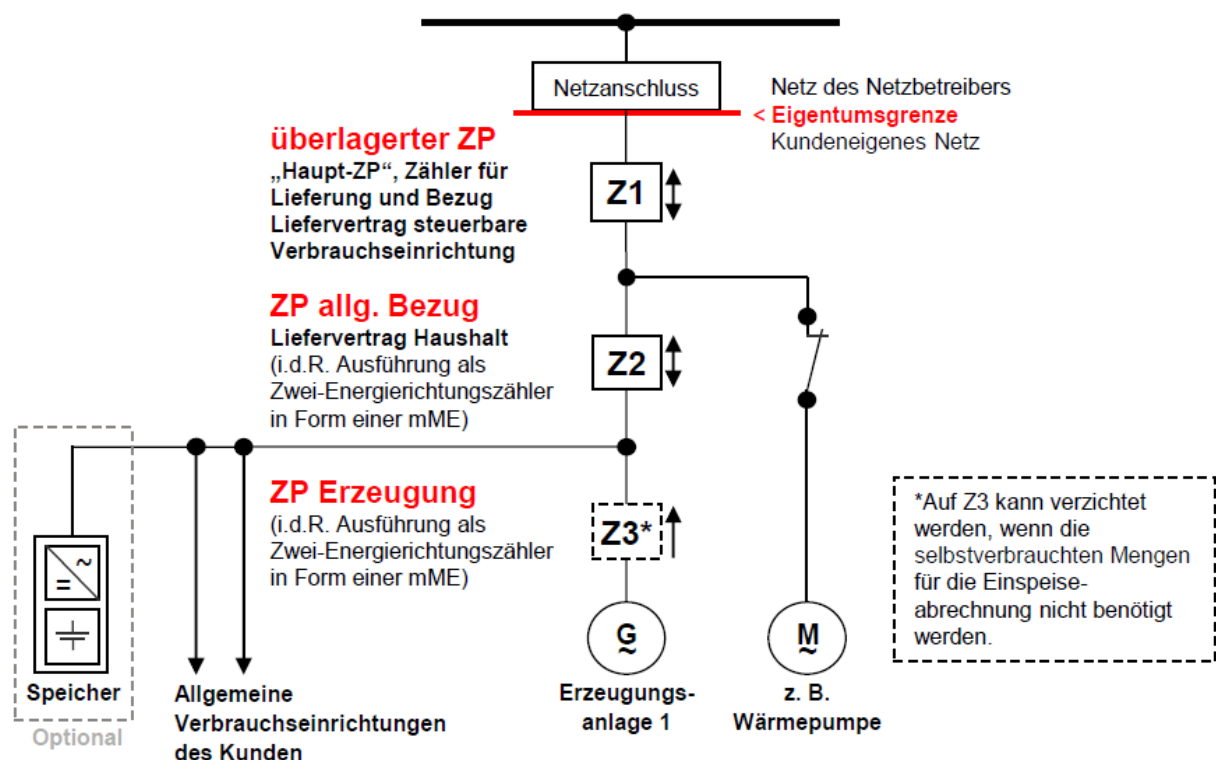 Netzanschluss
Netz des Netzbetreibers
< Eigentumsgrenze
Kundeneigenes Netz
überlagerter ZP
„Haupt-ZP“, Zähler für
Lieferung und Bezug
Liefervertrag steuerbare
Verbrauchseinrichtung
Z1
ZP allg. Bezug
Liefervertrag Haushalt
(i.d.R. Ausführung als
Zwei-Energierichtungszähler
in Form einer mME)
Z2
ZP Erzeugung
(i.d.R. Ausführung als
Zwei-Energierichtungszähler
in Form einer mME)
Z3*
*Auf Z3 kann verzichtet
werden, wenn die
selbstverbrauchten Mengen
für die Einspeise-
abrechnung nicht benötigt
werden.
= ~
Speicher
Optional
Allgemeine
Verbrauchseinrichtungen
des Kunden
G
~
Erzeugungs-
anlage 1
M
~
z. B.
Wärmepumpe